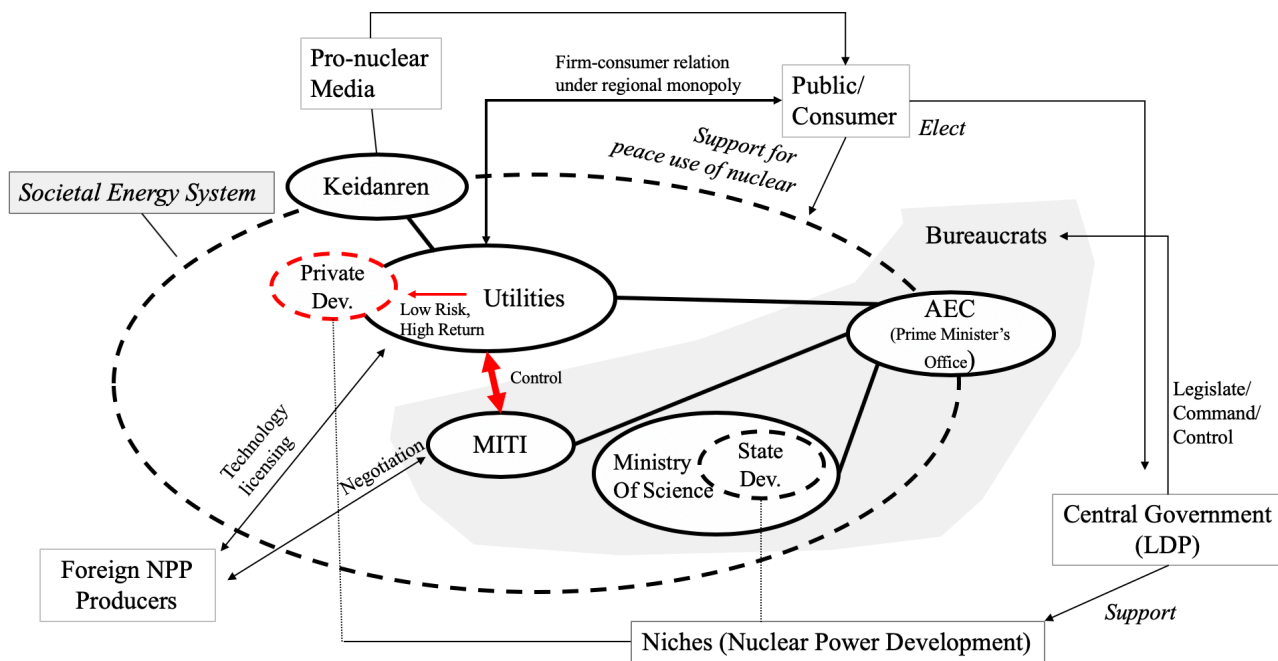 Pro-nuclear
Media
Firm-consumer relation
under regional monopoly
Public/
Consumer
Elect
Support for
peace use of nuclear
Keidanren
Societal Energy System
Bureaucrats
Private
Dev.
Utilities
Low Risk,
High Return
AEC
(Prime Minister's
Office)
Control
Legislate/
Command/
Control
Technology
licensing
Negotiation
MITI
Ministry
Of Science
State
Dev.
Central Government
(LDP)
Foreign NPP
Producers
Support
Niches (Nuclear Power Development)